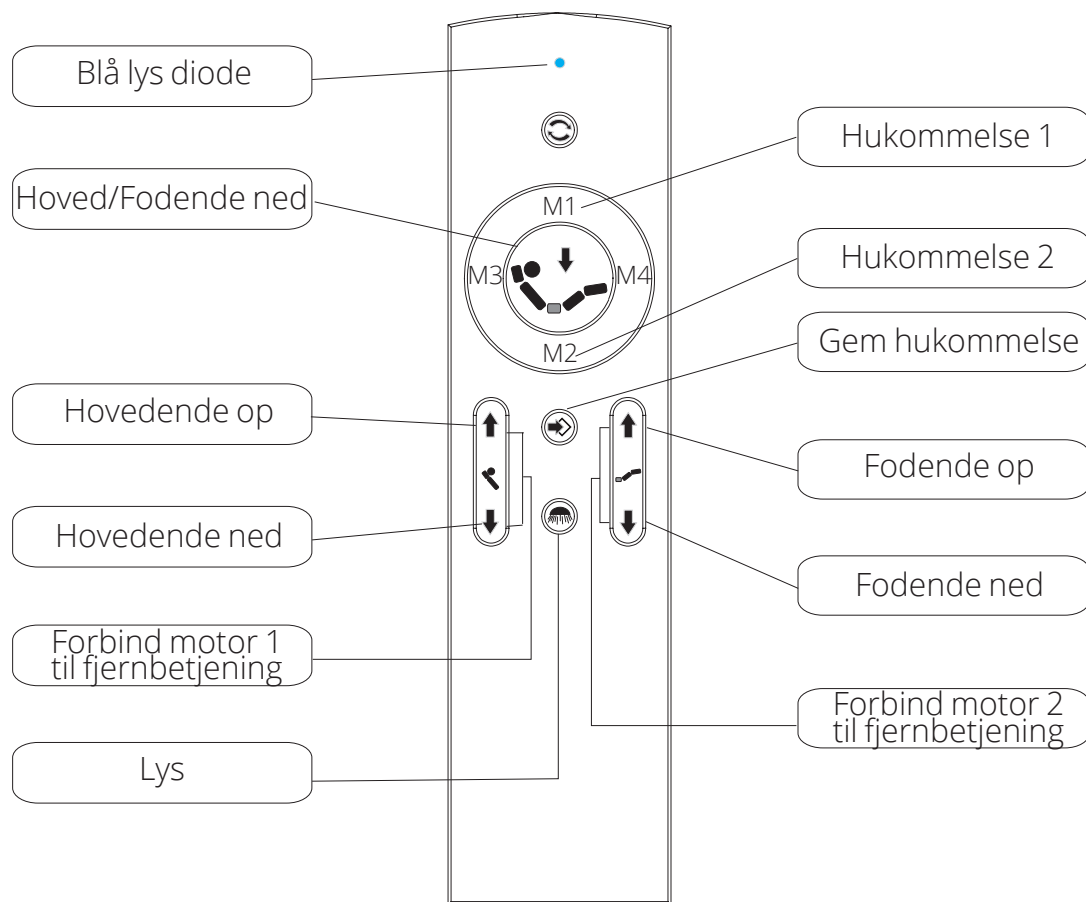 Blå lys diode
Hoved/Fodende ned
Hovedende op
Hovedende ned
Forbind motor 1
til fjernbetjening
Lys
M1
M3
M4
M2
Hukommelse 1
Hukommelse 2
Gem hukommelse
Fodende op
Fodende ned
Forbind motor 2
til fjernbetjening